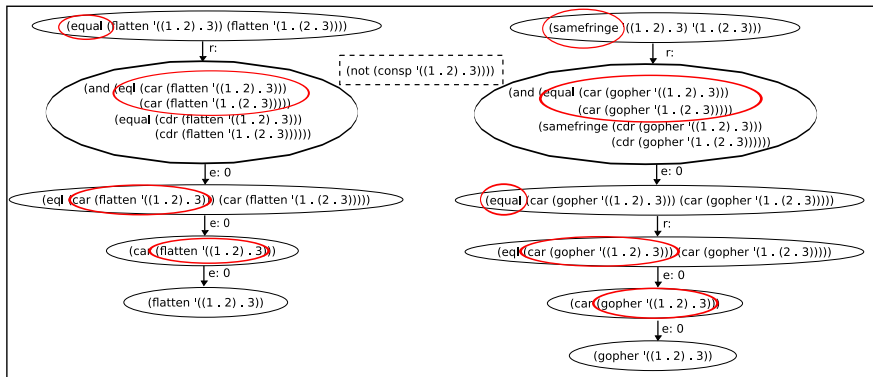 (equal (flatten '((1 . 2) . 3)) (flatten '(1 . (2 . 3))))
r:
(and (eql (car (flatten '((1 . 2) . 3)))
(car (flatten '(1 . (2 . 3)))))
(equal (cdr (flatten '((1 . 2) . 3)))
(cdr (flatten '(1 . (2 . 3))))))
e: 0
(eql (car (flatten '((1 . 2) . 3))) (car (flatten '(1 . (2 . 3)))))
e: 0
(car (flatten '((1 . 2) . 3)))
e: 0
(flatten '((1 . 2) . 3))
(not (consp '((1 . 2) . 3))))
(samefringe ((1 . 2) . 3) '(1 . (2 . 3)))
r:
(and (equal (car (gopher '((1 . 2) . 3)))
(car (gopher '(1 . (2 . 3)))))
(samefringe (cdr (gopher '((1 . 2) . 3)))
(cdr (gopher '(1 . (2 . 3))))))
e: 0
(equal (car (gopher '((1 . 2) . 3))) (car (gopher '(1 . (2 . 3)))))
r:
(eql (car (gopher '((1 . 2) . 3))) (car (gopher '(1 . (2 . 3)))))
e: 0
(car (gopher '((1 . 2) . 3)))
e: 0
(gopher '((1 . 2) . 3))